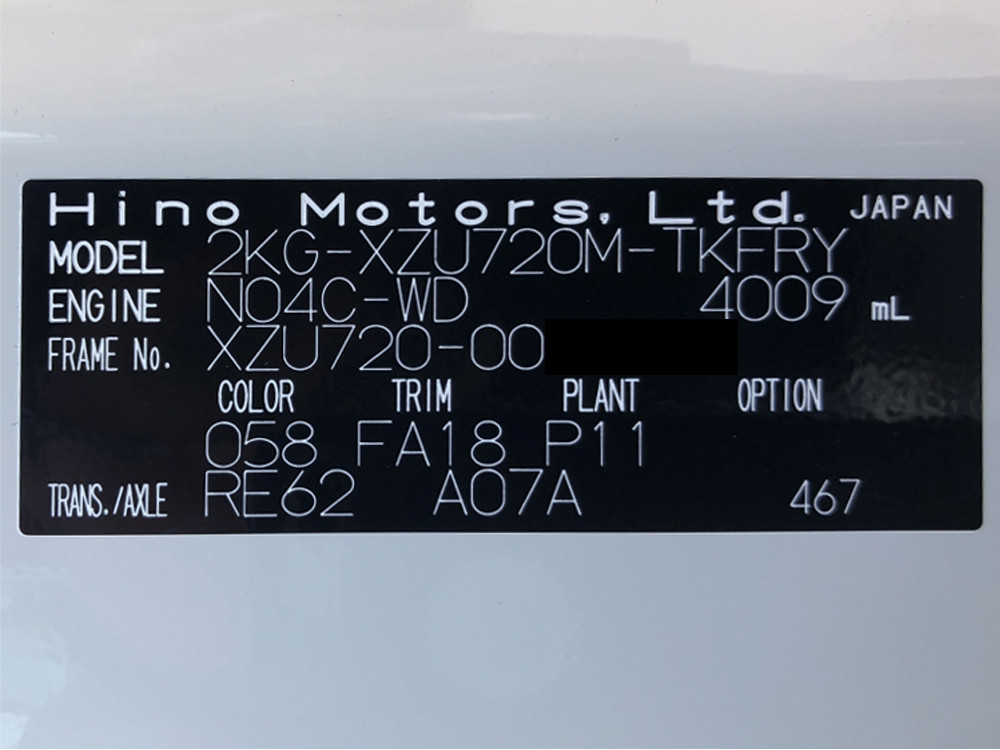 Hino Motors, Ltd. JAPAN
MODEL 2KG-XZU720M-TKFRY
ENGINE N04C-WD 4009 mL
FRAME No. XZU720-00
COLOR TRIM PLANT OPTION
058 FA18 P11
TRANS./AXLE RE62 A07A 467